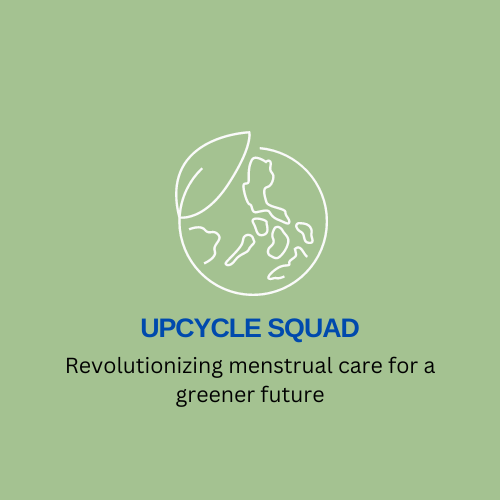 UPCYCLE SQUAD
Revolutionizing menstrual care for a
greener future